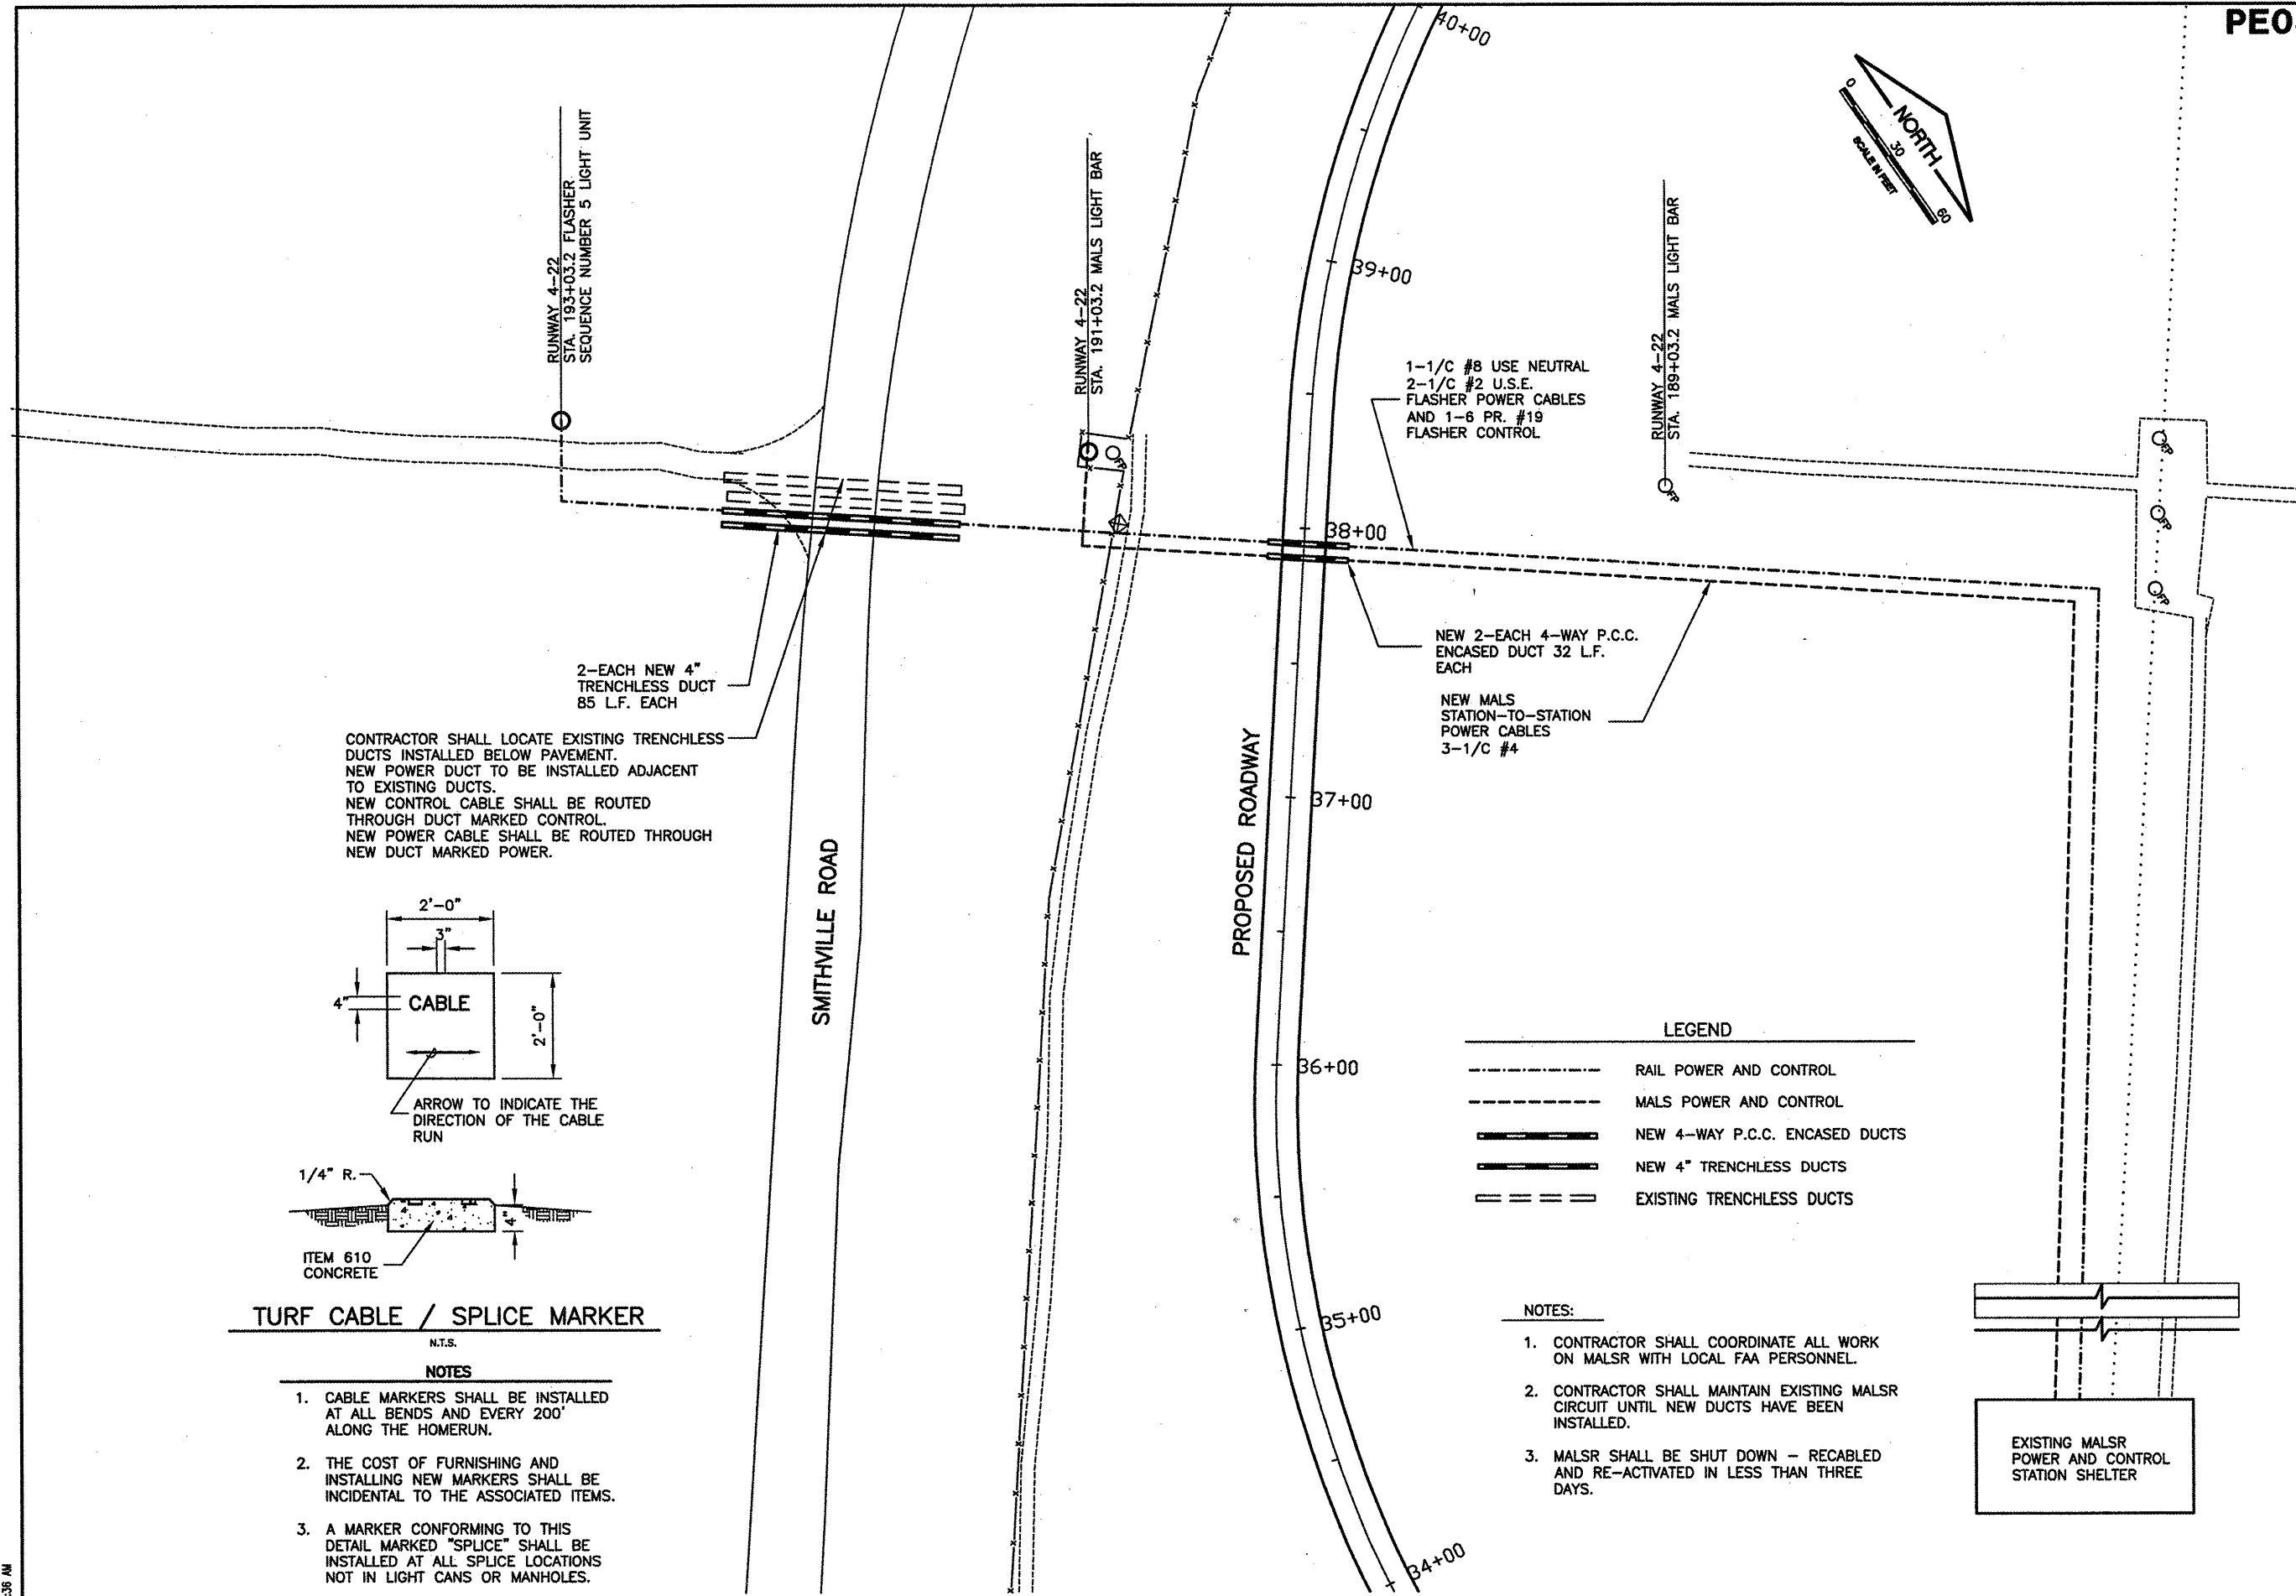 PE0
40+00
NORTH
0
30
60
SCALE IN FEET
RUNWAY 4-22
STA. 193+03.2 FLASHER
SEQUENCE NUMBER 5 LIGHT UNIT
RUNWAY 4-22
STA. 191+03.2 MALS LIGHT BAR
RUNWAY 4-22
STA. 189+03.2 MALS LIGHT BAR
39+00
1-1/C #8 USE NEUTRAL
2-1/C #2 U.S.E.
FLASHER POWER CABLES
AND 1-6 PR. #19
FLASHER CONTROL
FP
FP
FP
FP
FP
38+00
2-EACH NEW 4"
TRENCHLESS DUCT
85 L.F. EACH
NEW 2-EACH 4-WAY P.C.C.
ENCASED DUCT 32 L.F.
EACH
NEW MALS
STATION-TO-STATION
POWER CABLES
3-1/C #4
CONTRACTOR SHALL LOCATE EXISTING TRENCHLESS
DUCTS INSTALLED BELOW PAVEMENT.
NEW POWER DUCT TO BE INSTALLED ADJACENT
TO EXISTING DUCTS.
NEW CONTROL CABLE SHALL BE ROUTED
THROUGH DUCT MARKED CONTROL.
NEW POWER CABLE SHALL BE ROUTED THROUGH
NEW DUCT MARKED POWER.
SMITHVILLE ROAD
PROPOSED ROADWAY
37+00
36+00
35+00
34+00
2'-0"
3"
4"
CABLE
2'-0"
ARROW TO INDICATE THE
DIRECTION OF THE CABLE
RUN
1/4" R.
4"
ITEM 610
CONCRETE
TURF CABLE / SPLICE MARKER
N.T.S.
NOTES
1. CABLE MARKERS SHALL BE INSTALLED
AT ALL BENDS AND EVERY 200'
ALONG THE HOMERUN.
2. THE COST OF FURNISHING AND
INSTALLING NEW MARKERS SHALL BE
INCIDENTAL TO THE ASSOCIATED ITEMS.
3. A MARKER CONFORMING TO THIS
DETAIL MARKED "SPLICE" SHALL BE
INSTALLED AT ALL SPLICE LOCATIONS
NOT IN LIGHT CANS OR MANHOLES.
LEGEND
RAIL POWER AND CONTROL
MALS POWER AND CONTROL
NEW 4-WAY P.C.C. ENCASED DUCTS
NEW 4" TRENCHLESS DUCTS
EXISTING TRENCHLESS DUCTS
NOTES:
1. CONTRACTOR SHALL COORDINATE ALL WORK
ON MALSR WITH LOCAL FAA PERSONNEL.
2. CONTRACTOR SHALL MAINTAIN EXISTING MALSR
CIRCUIT UNTIL NEW DUCTS HAVE BEEN
INSTALLED.
3. MALSR SHALL BE SHUT DOWN - RECABLED
AND RE-ACTIVATED IN LESS THAN THREE
DAYS.
EXISTING MALSR
POWER AND CONTROL
STATION SHELTER
:36 AM